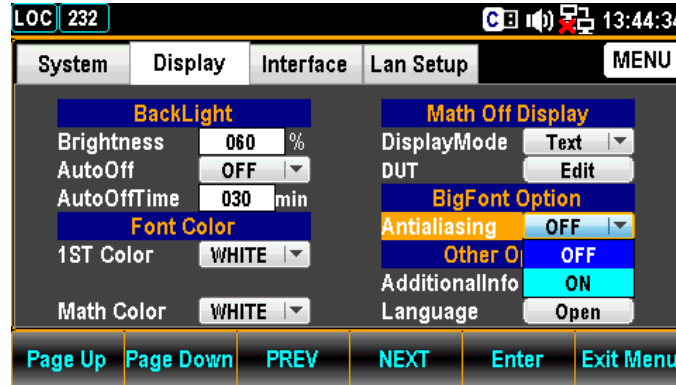 LOC 232 C 13:44:34
System Display Interface Lan Setup MENU
BackLight
Brightness 060 %
AutoOff OFF
AutoOffTime 030 min
Font Color
1ST Color WHITE
Math Color WHITE
Math Off Display
DisplayMode Text
DUT Edit
BigFont Option
Antialiasing OFF
Other OFF
AdditionalInfo ON
Language Open
Page Up Page Down PREV NEXT Enter Exit Menu